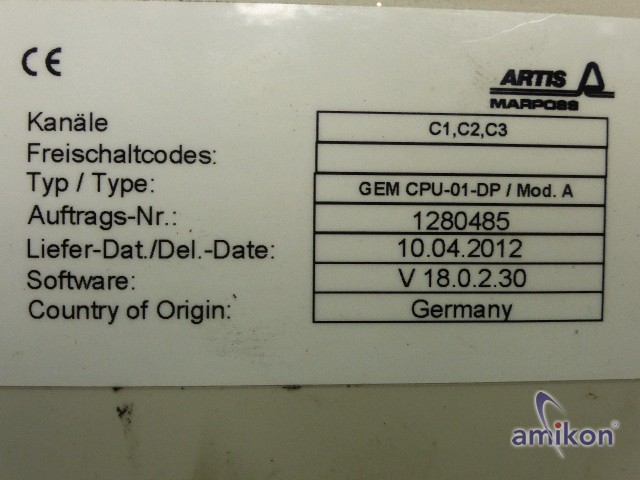 CE
ARTIS
MARPOSS
Kanäle C1,C2,C3
Freischaltcodes:
Typ / Type: GEM CPU-01-DP / Mod. A
Auftrags-Nr.: 1280485
Liefer-Dat./Del.-Date: 10.04.2012
Software: V 18.0.2.30
Country of Origin: Germany
amikon